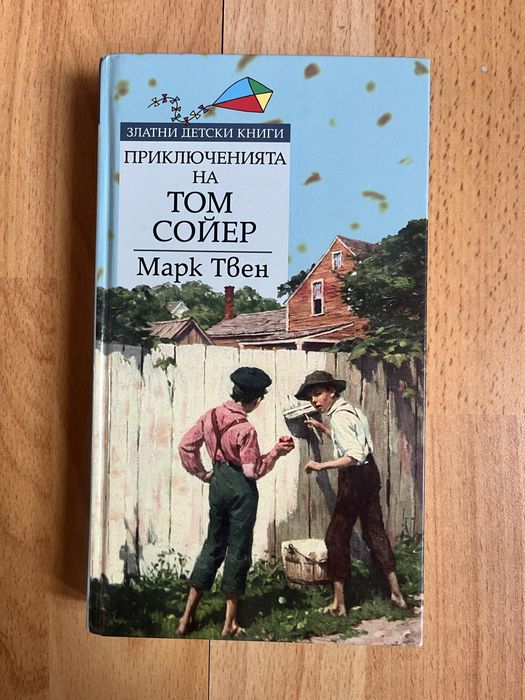 ЗЛАТНИ ДЕТСКИ КНИГИ
ПРИКЛЮЧЕНИЯТА
НА
ТОМ
СОЙЕР
Марк Твен